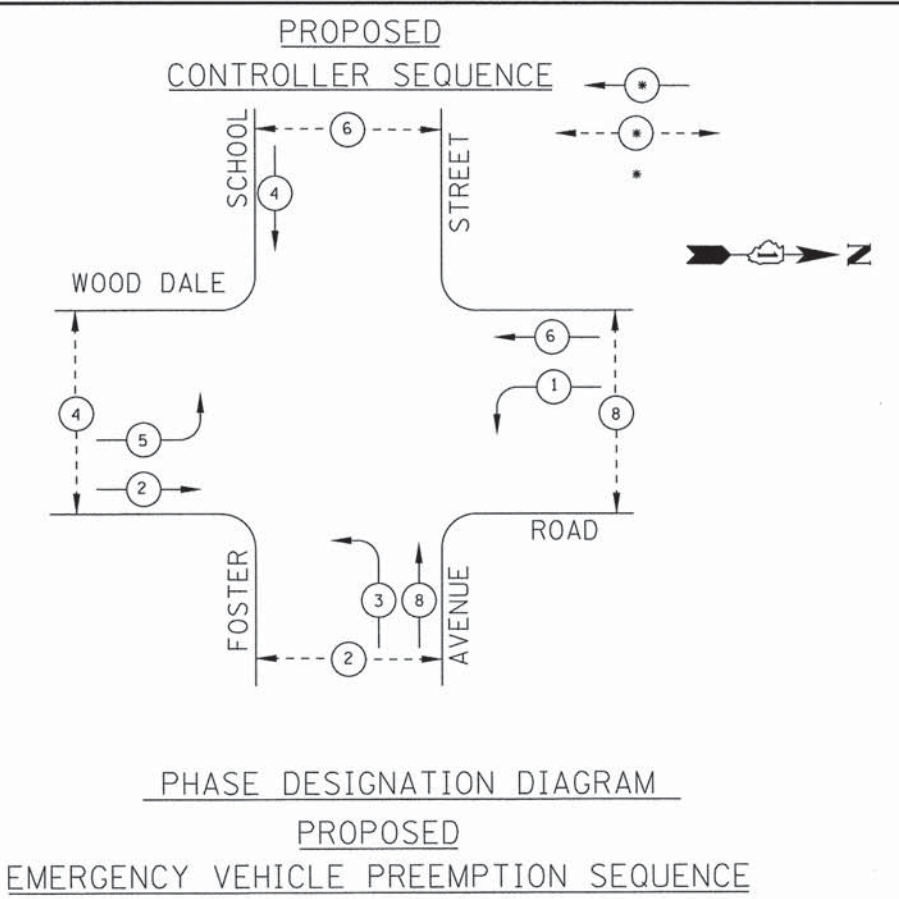 PROPOSED
CONTROLLER SEQUENCE
*
*
*
SCHOOL
STREET
6
4
N
WOOD DALE
6
1
4
8
5
2
ROAD
FOSTER
AVENUE
3
8
2
PHASE DESIGNATION DIAGRAM
PROPOSED
EMERGENCY VEHICLE PREEMPTION SEQUENCE